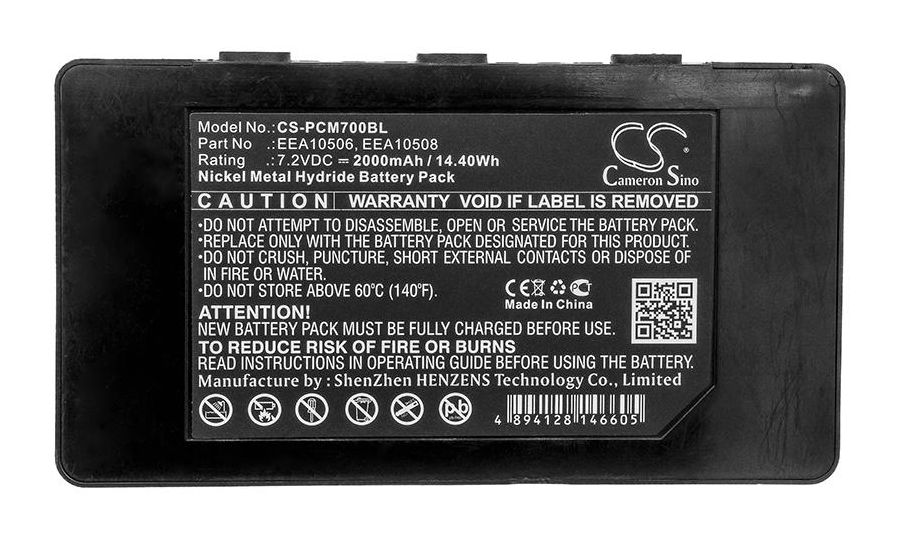 Model No.:CS-PCM700BL
Part No :EEA10506, EEA10508
Rating :7.2VDC ⎓ 2000mAh / 14.40Wh
Nickel Metal Hydride Battery Pack
CS
Cameron Sino
CAUTION WARRANTY VOID IF LABEL IS REMOVED
•DO NOT ATTEMPT TO DISASSEMBLE, OPEN OR SERVICE THE BATTERY PACK.
•REPLACE ONLY WITH THE BATTERY PACK DESIGNATED FOR THIS PRODUCT.
•DO NOT CRUSH, PUNCTURE, SHORT EXTERNAL CONTACTS OR DISPOSE OF
IN FIRE OR WATER.
•DO NOT STORE ABOVE 60℃ (140℉).
CE
Made In China
ATTENTION!
NEW BATTERY PACK MUST BE FULLY CHARGED BEFORE USE.
TO REDUCE RISK OF FIRE OR BURNS
READ INSTRUCTIONS IN OPERATING GUIDE BEFORE USING THE BATTERY PACK.
Manufacture by : ShenZhen HENZENS Technology Co., Limited
Pb
4 894128 146605